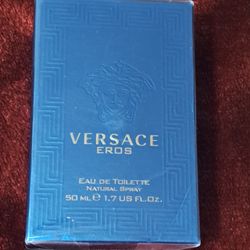 VERSACE
EROS
EAU DE TOILETTE
NATURAL SPRAY
50 ML ℮ 1.7 US FL.OZ.